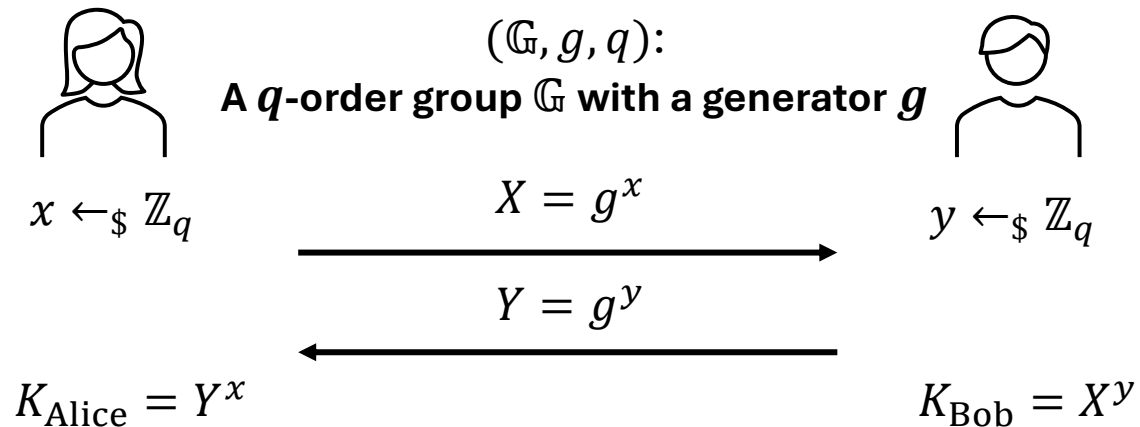 (𝔾, g, q):
A q-order group 𝔾 with a generator g
x ←$ ℤq
X = g^x
y ←$ ℤq
Y = g^y
K_Alice = Y^x
K_Bob = X^y